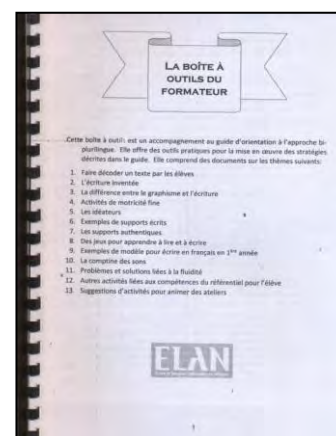 LA BOÎTE À
OUTILS DU
FORMATEUR
Cette boîte à outils est un accompagnement au guide d'orientation à l'approche bi-
plurilingue. Elle offre des outils pratiques pour la mise en œuvre des stratégies
décrites dans le guide. Elle comprend des documents sur les thèmes suivants:
1. Faire décoder un texte par les élèves
2. L'écriture inventée
3. La différence entre le graphisme et l'écriture
4. Activités de motricité fine
5. Les idéateurs
6. Exemples de supports écrits
7. Les supports authentiques
8. Des jeux pour apprendre à lire et à écrire
9. Exemples de modèle pour écrire en français en 1ère année
10. La comptine des sons
11. Problèmes et solutions liées à la fluidité
12. Autres activités liées aux compétences du référentiel pour l'élève
13. Suggestions d'activités pour animer des ateliers
ELAN
1